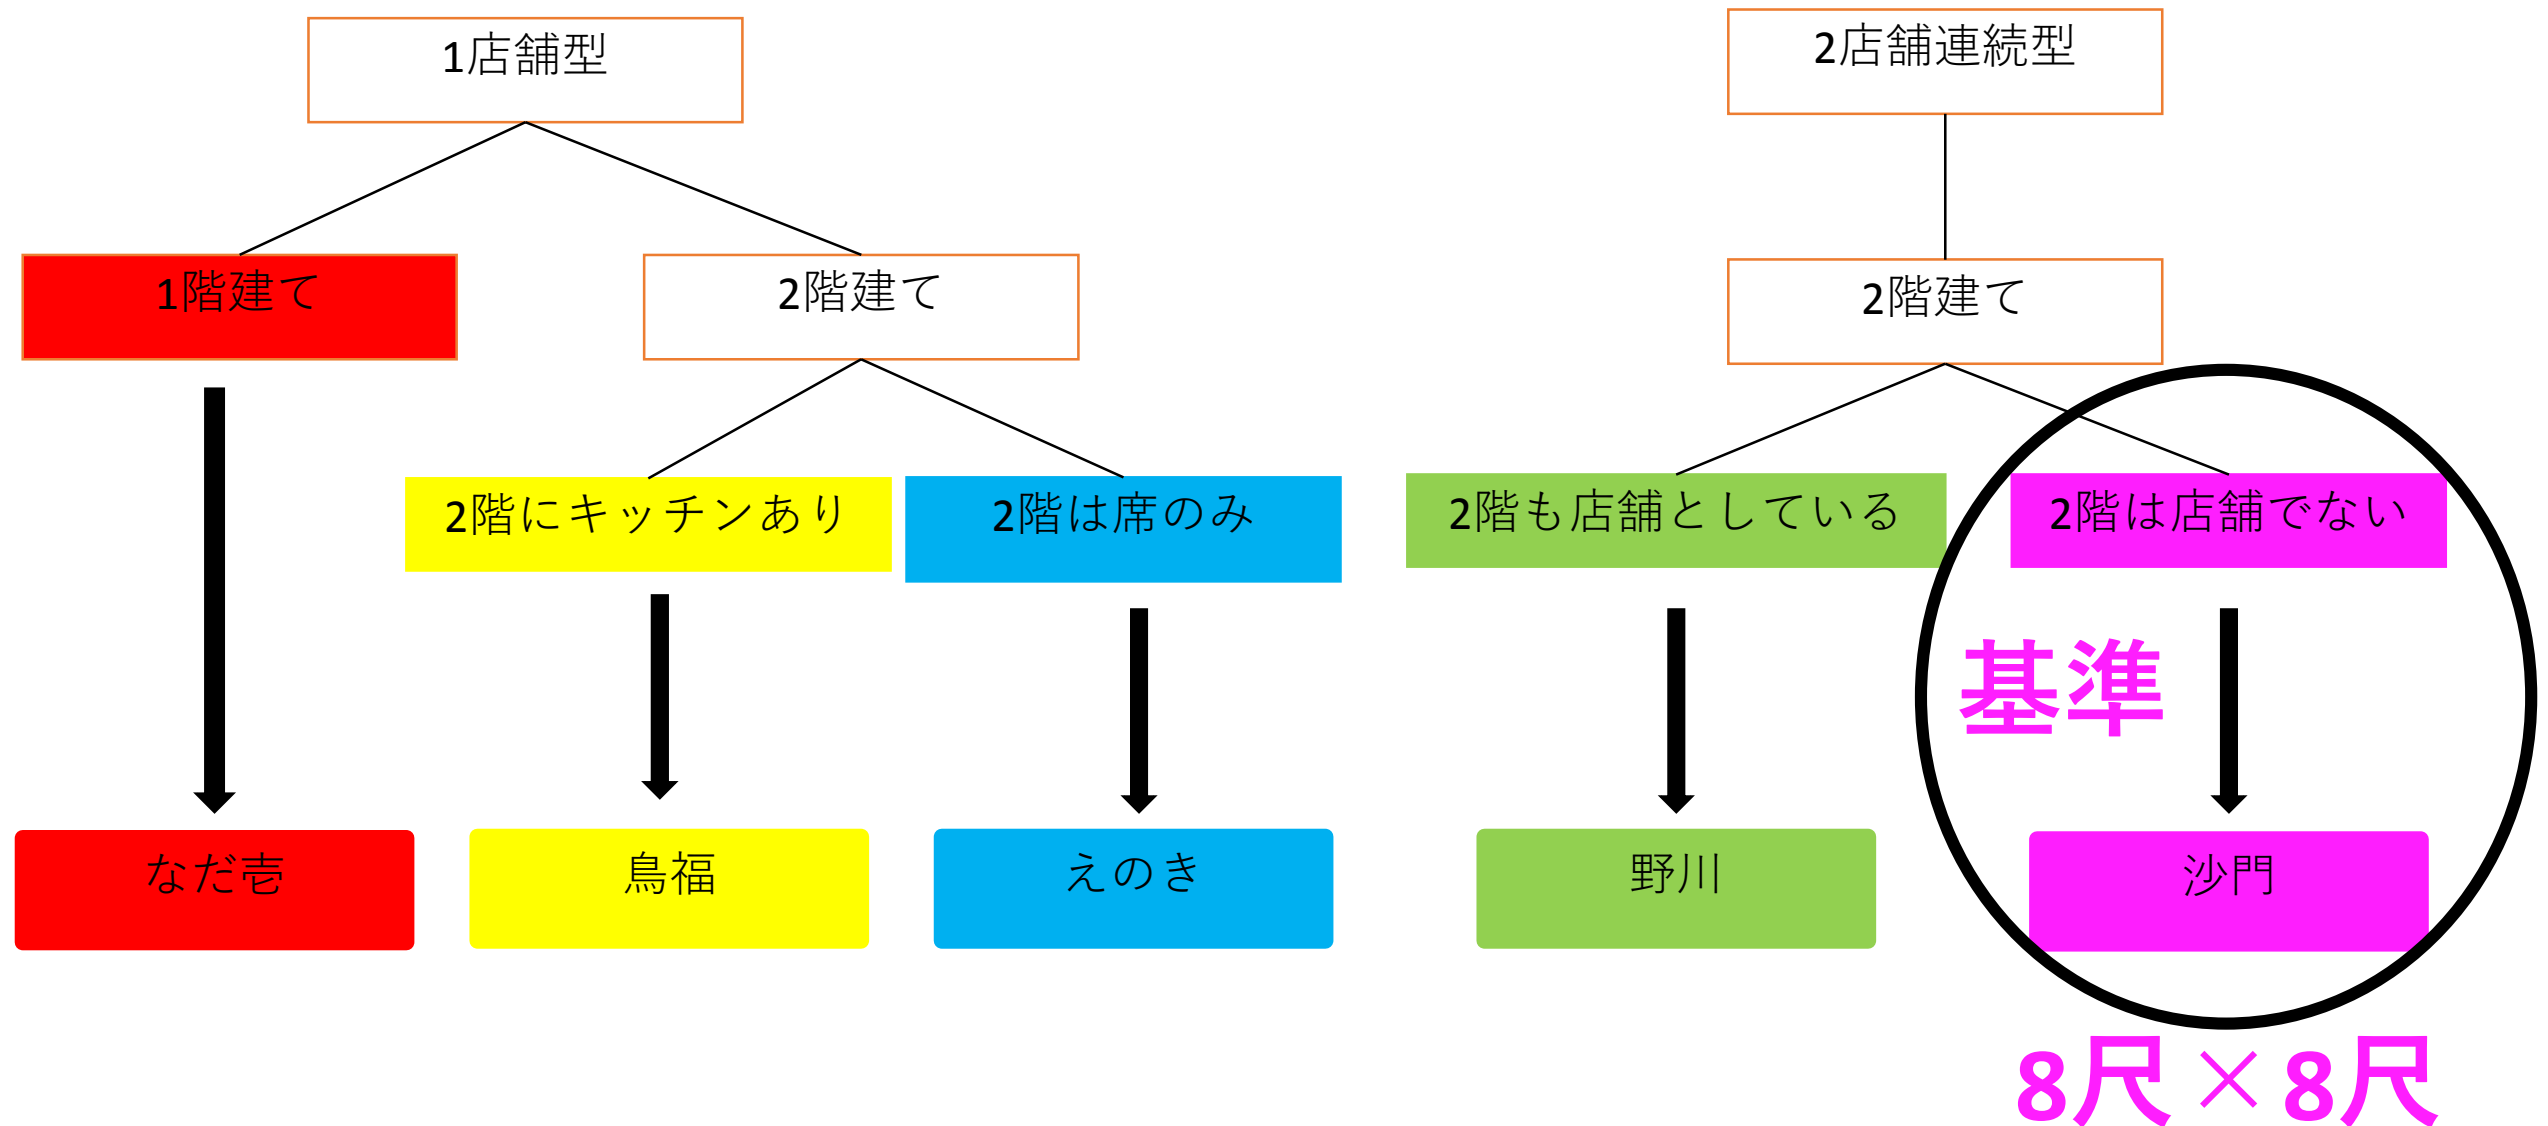 1店舗型
2店舗連続型
1階建て
2階建て
2階建て
2階にキッチンあり
2階は席のみ
2階も店舗としている
2階は店舗でない
基準
なだ壱
鳥福
えのき
野川
沙門
8尺×8尺